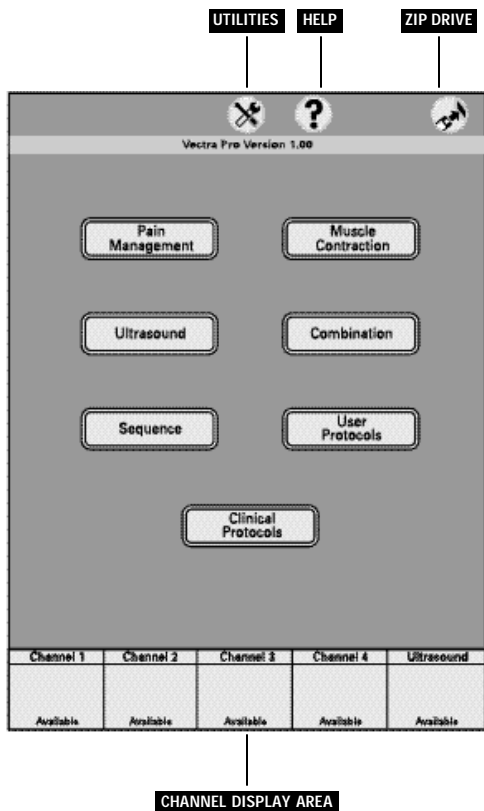 UTILITIES HELP ZIP DRIVE
?
Vectra Pro Version 1.00
Pain Management
Muscle Contraction
Ultrasound
Combination
Sequence
User Protocols
Clinical Protocols
Channel 1 Channel 2 Channel 3 Channel 4 Ultrasound
Available Available Available Available Available
CHANNEL DISPLAY AREA